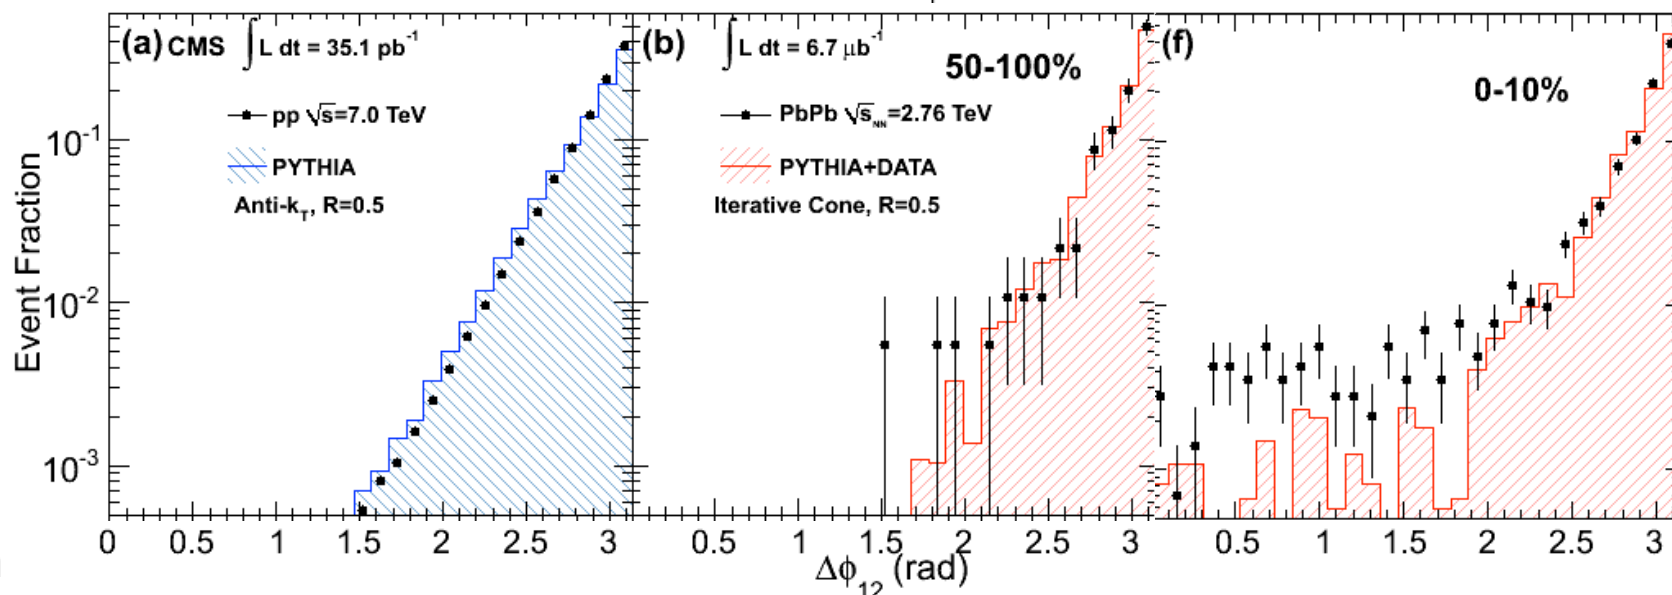 (a) CMS ∫ L dt = 35.1 pb⁻¹
pp √s=7.0 TeV
PYTHIA
Anti-k_T, R=0.5
(b) ∫ L dt = 6.7 μb⁻¹
50-100%
PbPb √s_NN=2.76 TeV
PYTHIA+DATA
Iterative Cone, R=0.5
(f)
0-10%
Event Fraction
10⁻¹
10⁻²
10⁻³
0 0.5 1 1.5 2 2.5 3 0.5 1 1.5 2 2.5 3 0.5 1 1.5 2 2.5 3
Δϕ₁₂ (rad)